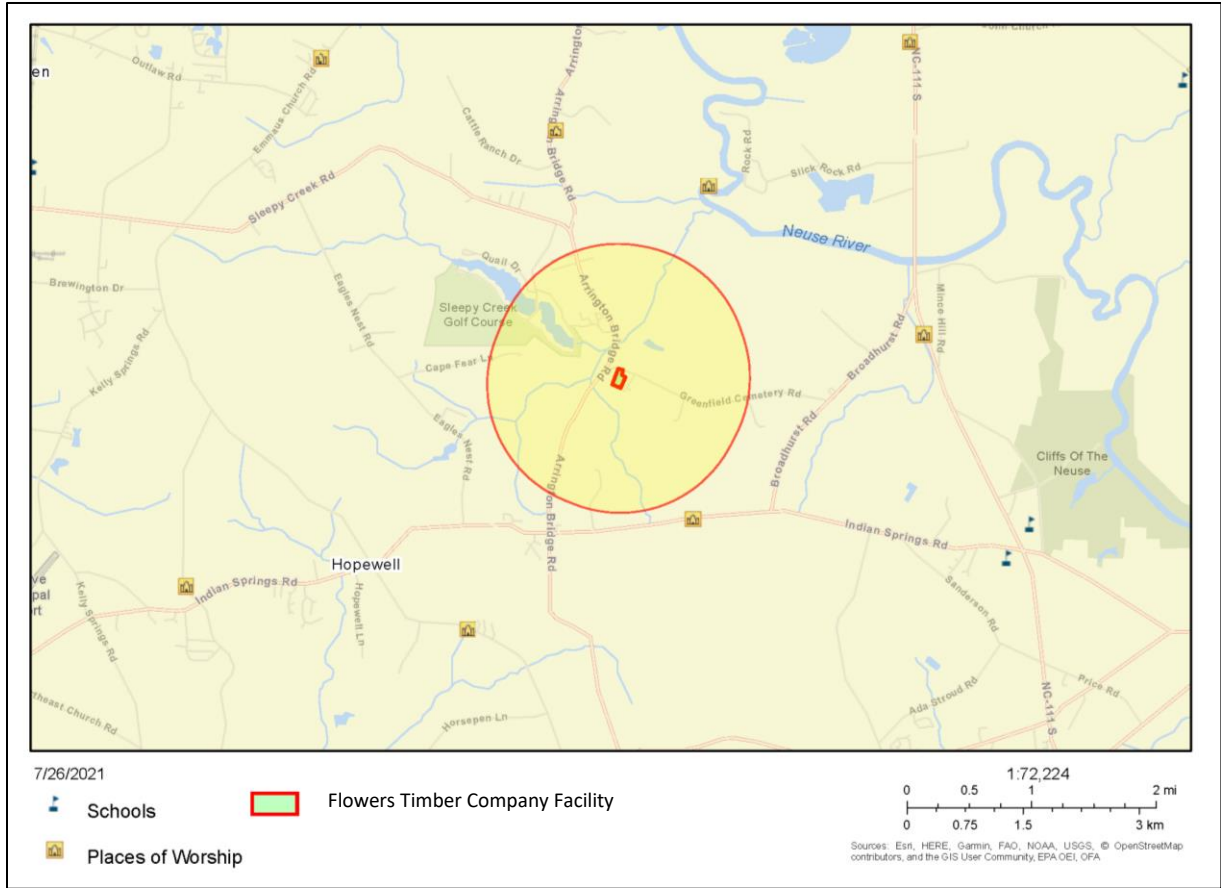 John Church Rd
en
Outlaw Rd
Emmaus Church Rd
Arrington
Arrington Bridge Rd
NC-111 S
Cattle Ranch Dr
Rock Rd
Slick Rock Rd
Sleepy Creek Rd
Neuse River
Quail Dr
Brewington Dr
Eagles Nest Rd
Sleepy Creek
Golf Course
Arrington Bridge Rd
Mince Hill Rd
Kelly Springs Rd
Cape Fear Ln
Broadhurst Rd
Greenfield Cemetery Rd
Eagles Nest Rd
Broadhurst Rd
Cliffs Of The
Neuse
Arrington Bridge Rd
Indian Springs Rd
Hopewell
ve
pal
rt
Kelly Springs Rd
Indian Springs Rd
Hopewell Ln
Sanderson Rd
Price Rd
Ada Stroud Rd
NC-111 S
theast Church Rd
Horsepen Ln
7/26/2021
Schools
Flowers Timber Company Facility
Places of Worship
1:72,224
0 0.5 1 2 mi
0 0.75 1.5 3 km
Sources: Esri, HERE, Garmin, FAO, NOAA, USGS, © OpenStreetMap
contributors, and the GIS User Community, EPA OEI, OFA